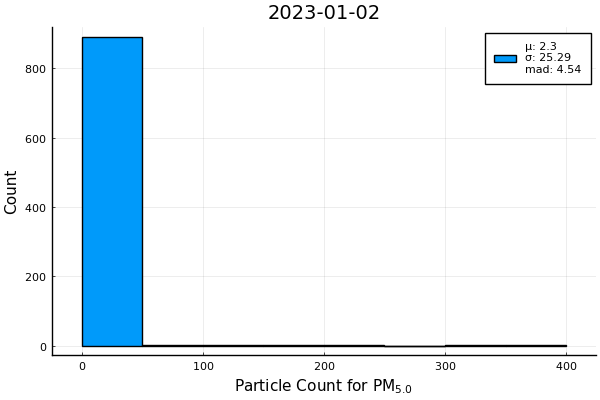 2023-01-02
μ: 2.3
σ: 25.29
mad: 4.54
Count
800
600
400
200
0
0 100 200 300 400
Particle Count for PM₅.₀